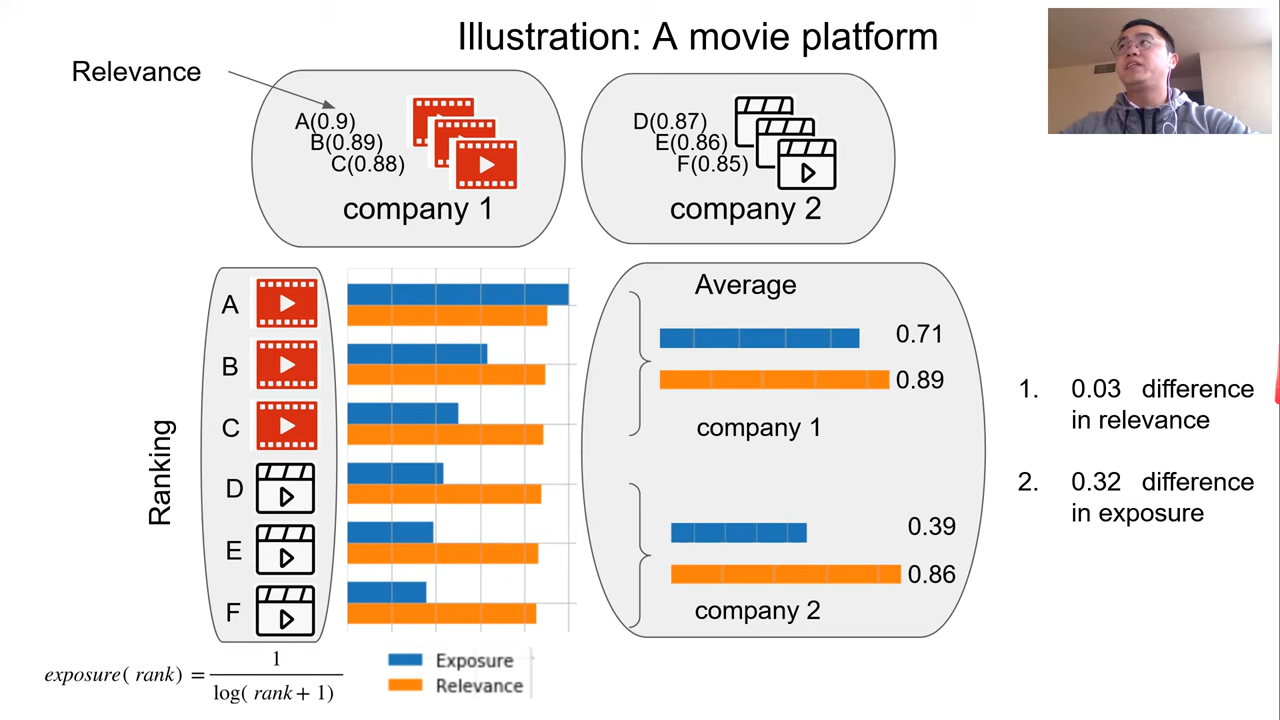 Illustration: A movie platform
Relevance
A(0.9)
B(0.89)
C(0.88)
company 1
D(0.87)
E(0.86)
F(0.85)
company 2
Ranking
A
B
C
D
E
F
Average
0.71
0.89
company 1
0.39
0.86
company 2
1. 0.03 difference
in relevance
2. 0.32 difference
in exposure
exposure( rank) = 1 / log( rank + 1)
Exposure
Relevance